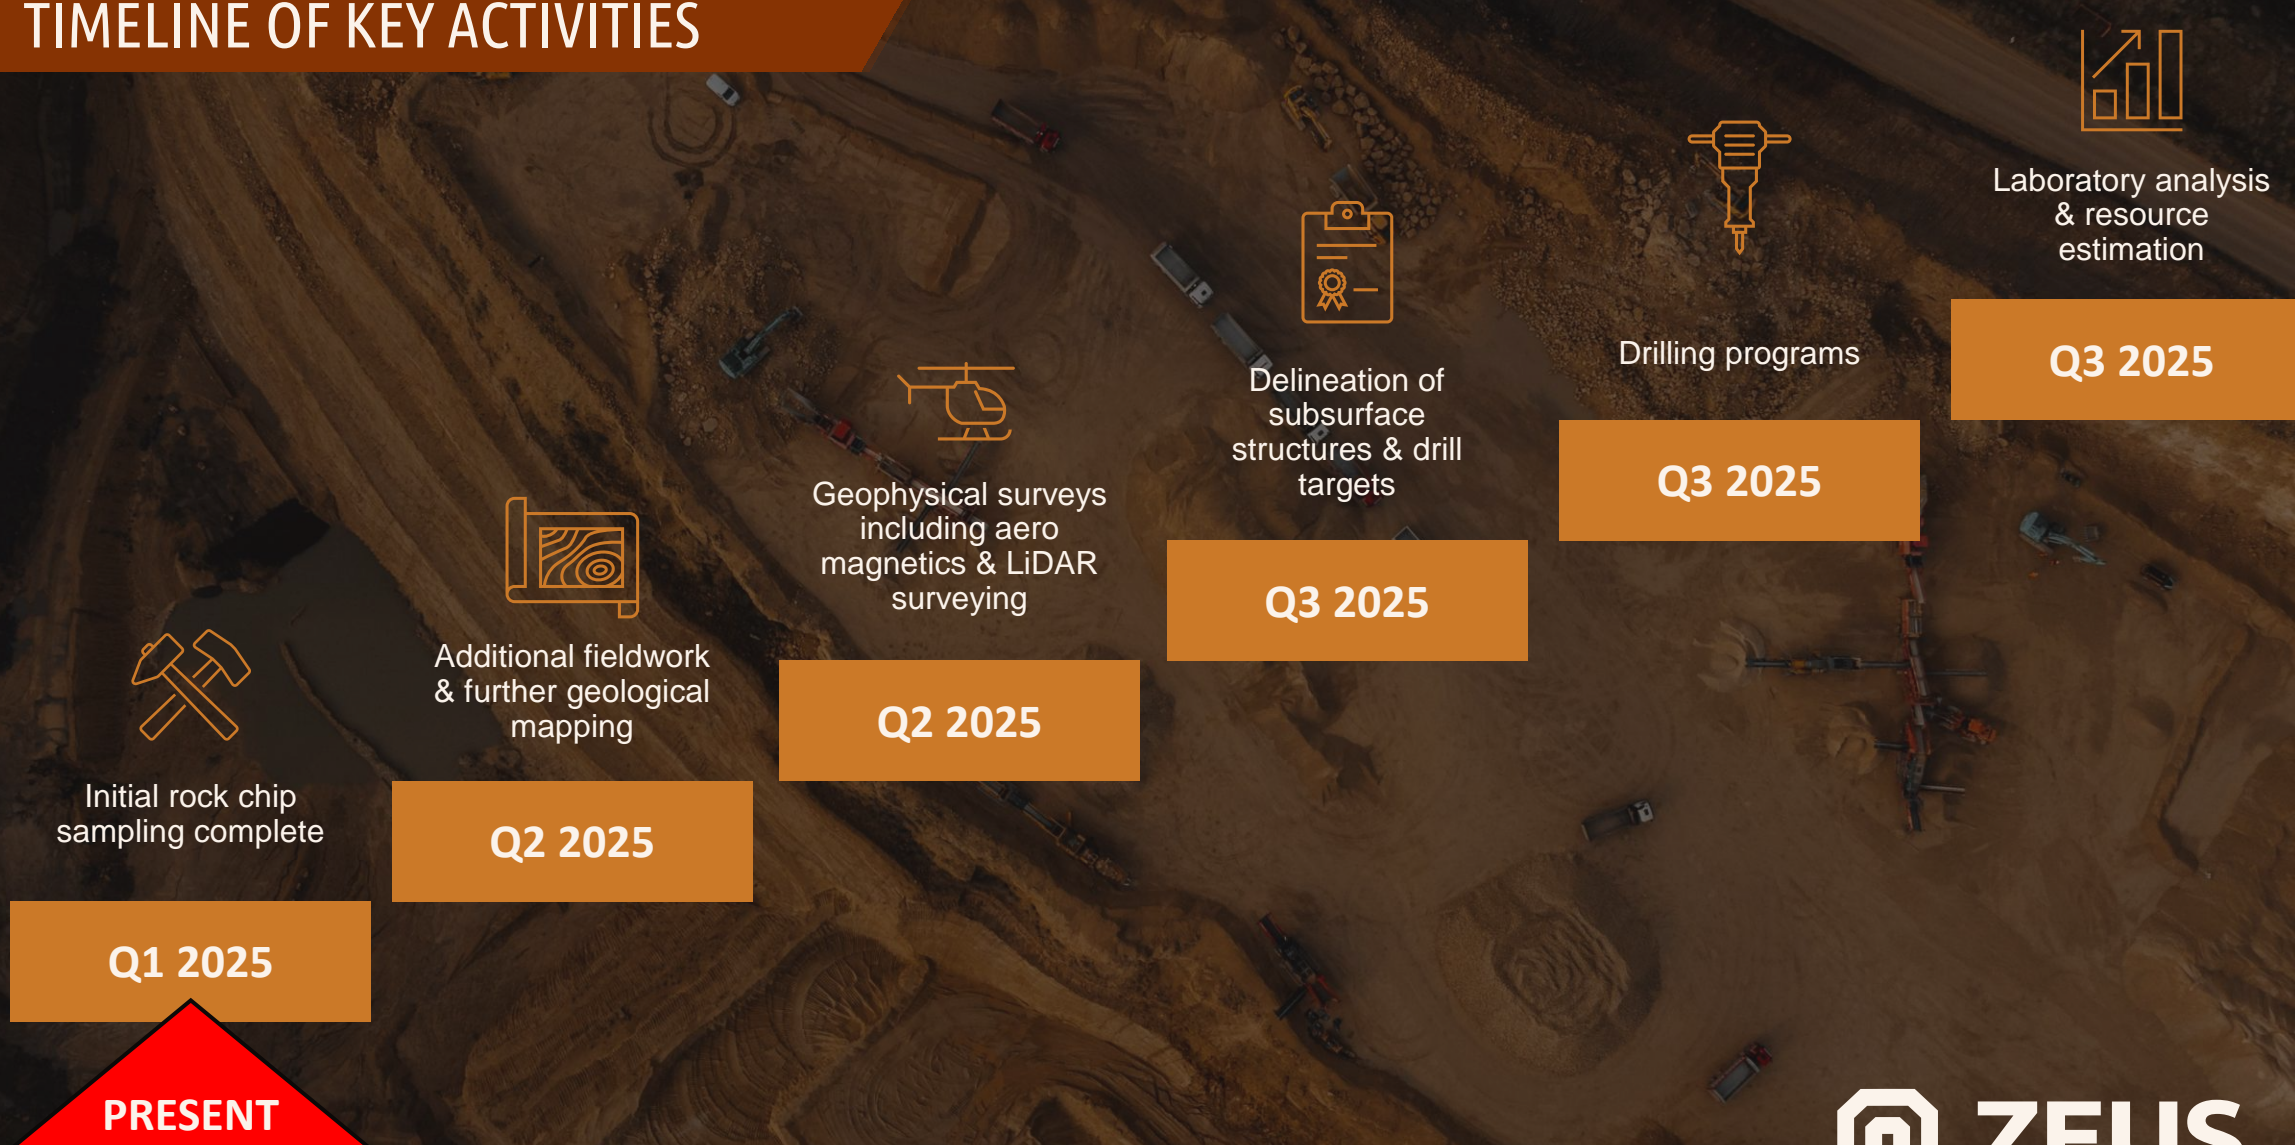 TIMELINE OF KEY ACTIVITIES
Initial rock chip
sampling complete
Q1 2025
PRESENT
Additional fieldwork
& further geological
mapping
Q2 2025
Geophysical surveys
including aero
magnetics & LiDAR
surveying
Q2 2025
Delineation of
subsurface
structures & drill
targets
Q3 2025
Drilling programs
Q3 2025
Laboratory analysis
& resource
estimation
Q3 2025
ZEUS